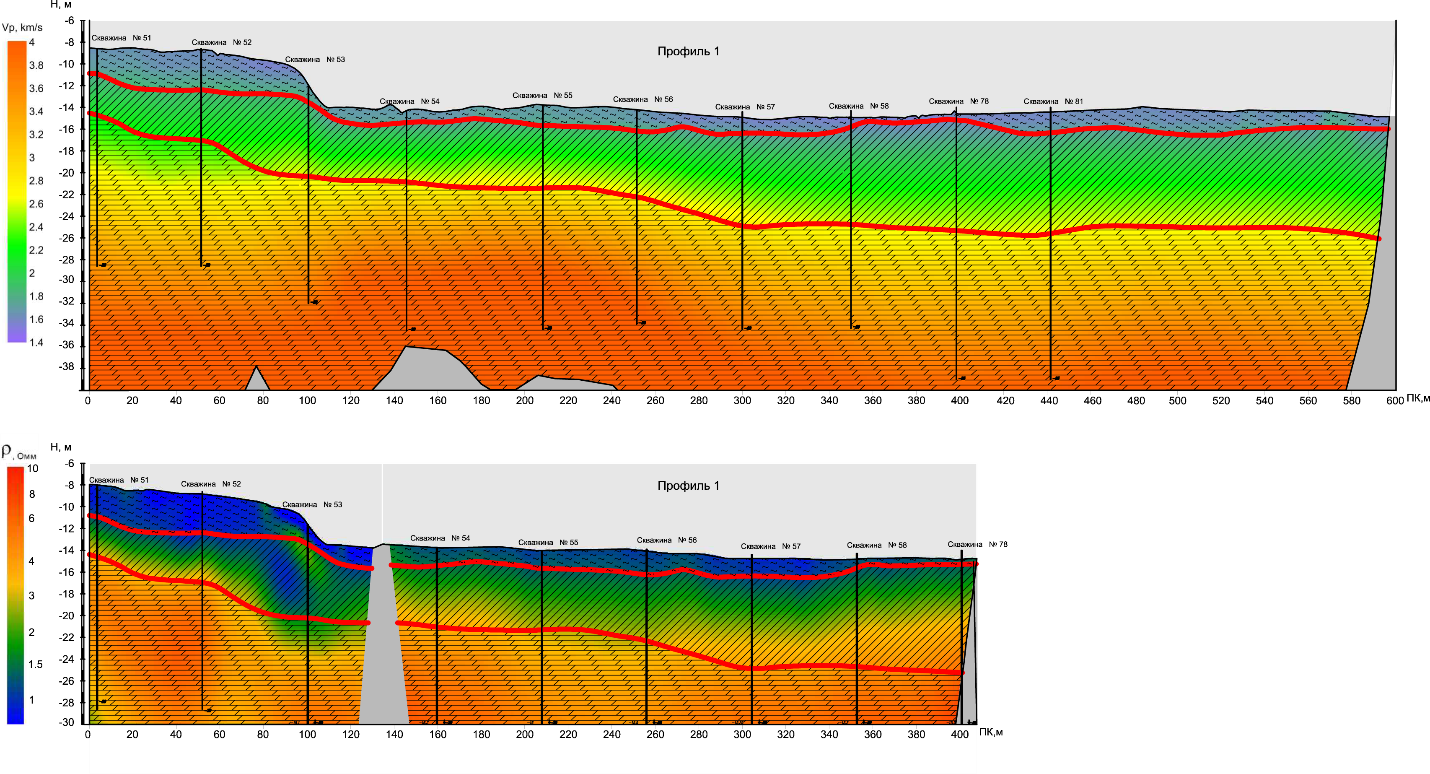 H, м
Vp, km/s
Профиль 1
Скважина № 51
Скважина № 52
Скважина № 53
Скважина № 54
Скважина № 55
Скважина № 56
Скважина № 57
Скважина № 58
Скважина № 78
Скважина № 81
4
3.8
3.6
3.4
3.2
3
2.8
2.6
2.4
2.2
2
1.8
1.6
1.4
-6
-8
-10
-12
-14
-16
-18
-20
-22
-24
-26
-28
-30
-32
-34
-36
-38
0 20 40 60 80 100 120 140 160 180 200 220 240 260 280 300 320 340 360 380 400 420 440 460 480 500 520 540 560 580 600 ПК,м
H, м
ρ, Омм
Профиль 1
Скважина № 51
Скважина № 52
Скважина № 53
Скважина № 54
Скважина № 55
Скважина № 56
Скважина № 57
Скважина № 58
Скважина № 78
10
8
6
4
3
2
1.5
1
-6
-8
-10
-12
-14
-16
-18
-20
-22
-24
-26
-28
-30
0 20 40 60 80 100 120 140 160 180 200 220 240 260 280 300 320 340 360 380 400 ПК,м